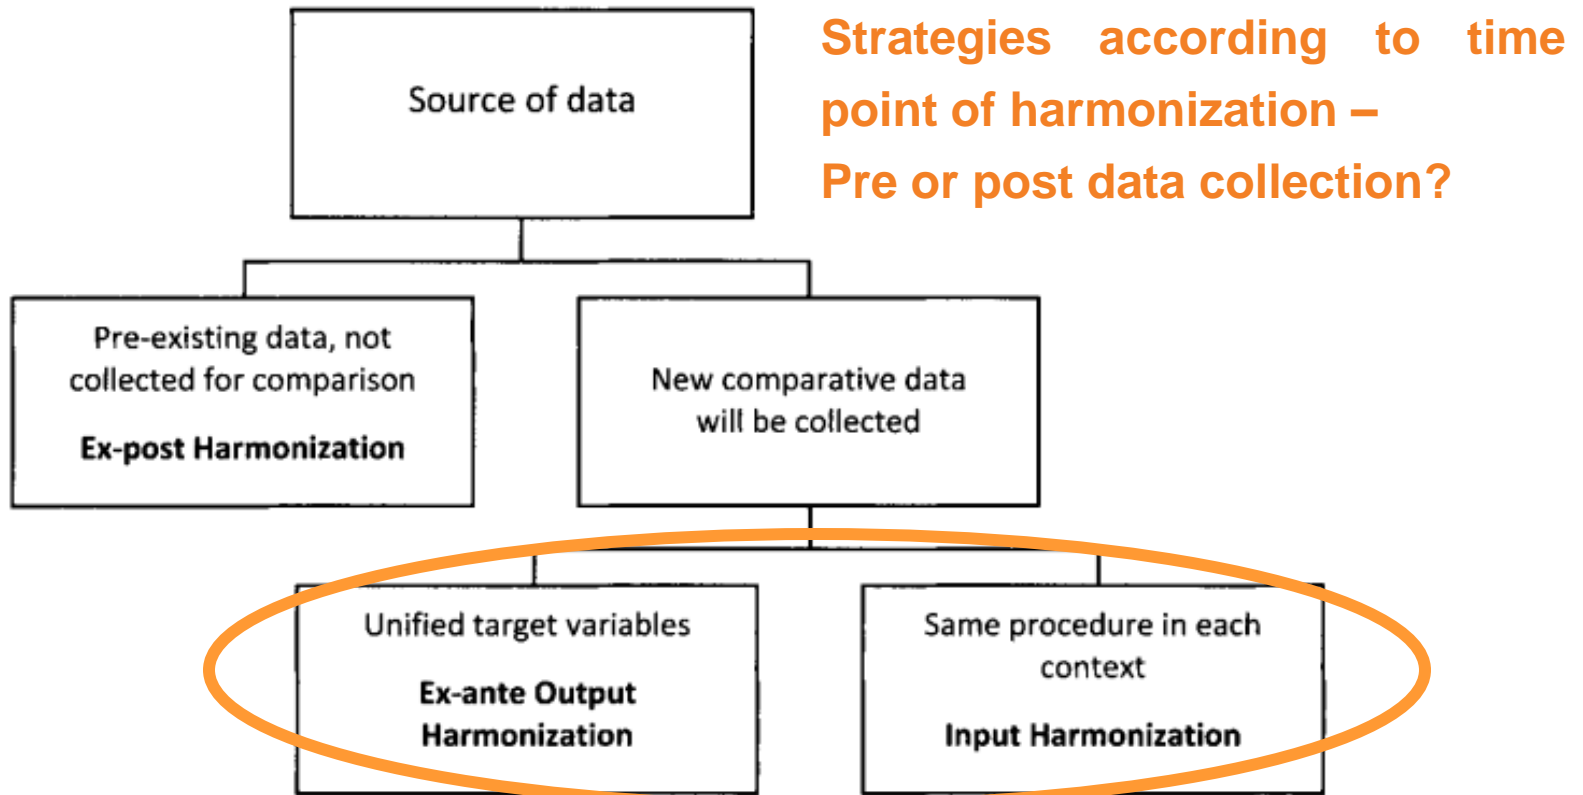 Strategies according to time
point of harmonization –
Pre or post data collection?
Source of data
Pre-existing data, not
collected for comparison
Ex-post Harmonization
New comparative data
will be collected
Unified target variables
Ex-ante Output
Harmonization
Same procedure in each
context
Input Harmonization